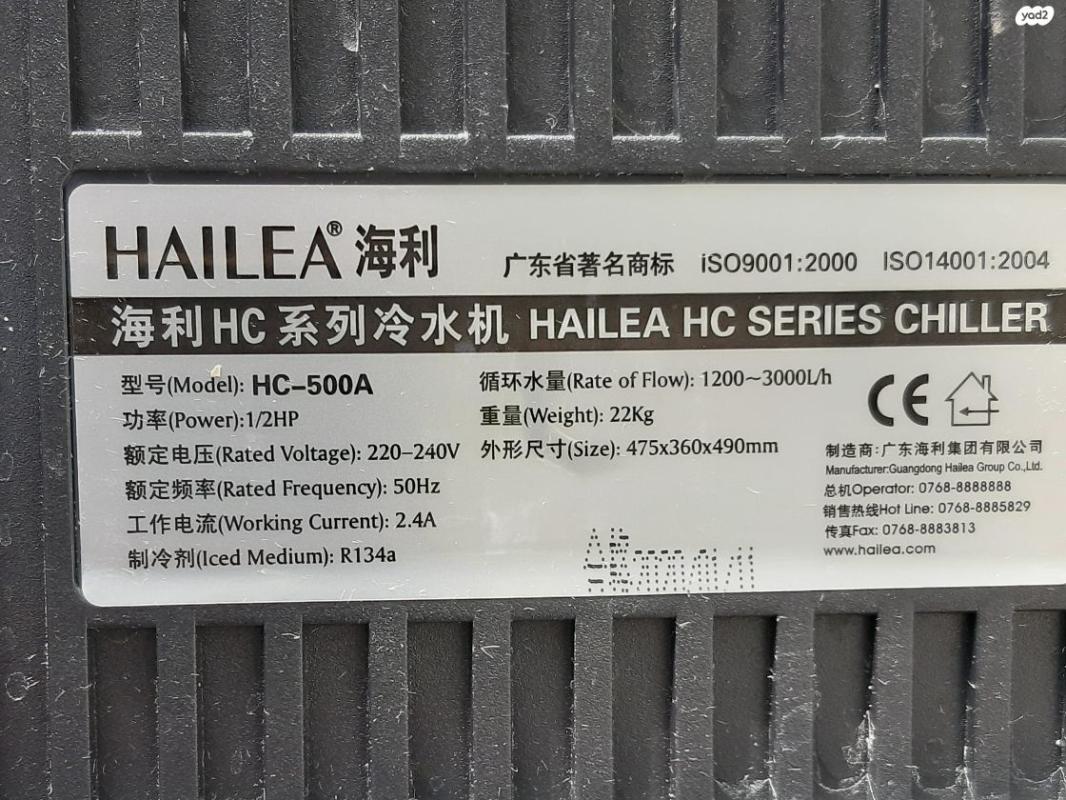 yad2
HAILEA® 海利
广东省著名商标 iSO9001:2000 ISO14001:2004
海利HC系列冷水机 HAILEA HC SERIES CHILLER
型号(Model): HC-500A
功率(Power):1/2HP
额定电压(Rated Voltage): 220-240V
额定频率(Rated Frequency): 50Hz
工作电流(Working Current): 2.4A
制冷剂(Iced Medium): R134a
循环水量(Rate of Flow): 1200~3000L/h
重量(Weight): 22Kg
外形尺寸(Size): 475x360x490mm
CE
制造商:广东海利集团有限公司
Manufacturer:Guangdong Hailea Group Co.,Ltd.
总机Operator: 0768-8888888
销售热线Hot Line: 0768-8885829
传真Fax: 0768-8883813
www.hailea.com